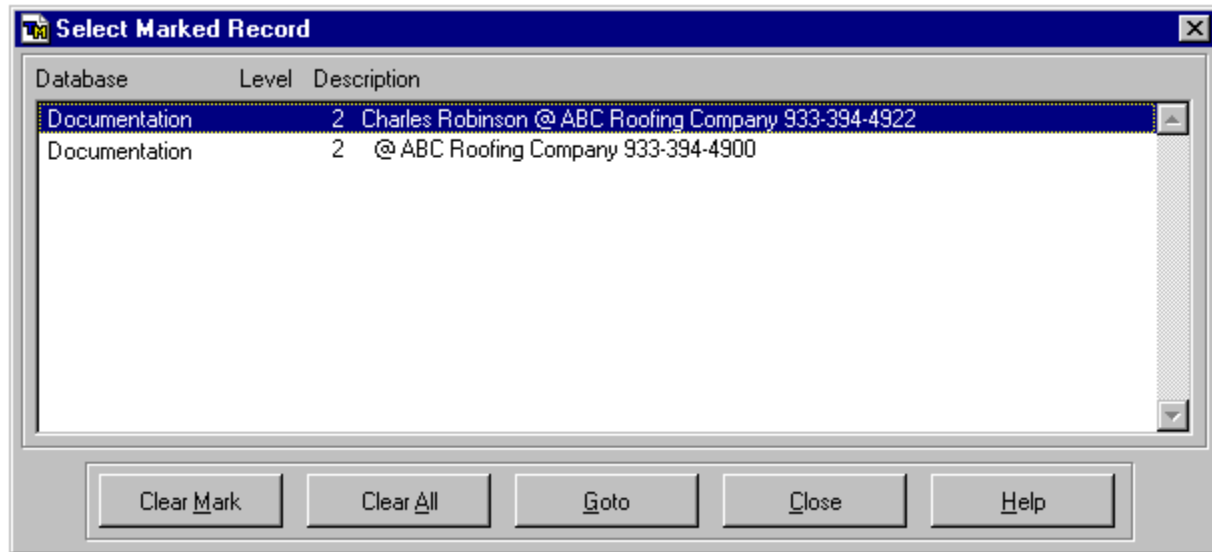 Select Marked Record
Database Level Description
Documentation 2 Charles Robinson @ ABC Roofing Company 933-394-4922
Documentation 2 @ ABC Roofing Company 933-394-4900
Clear Mark Clear All Goto Close Help